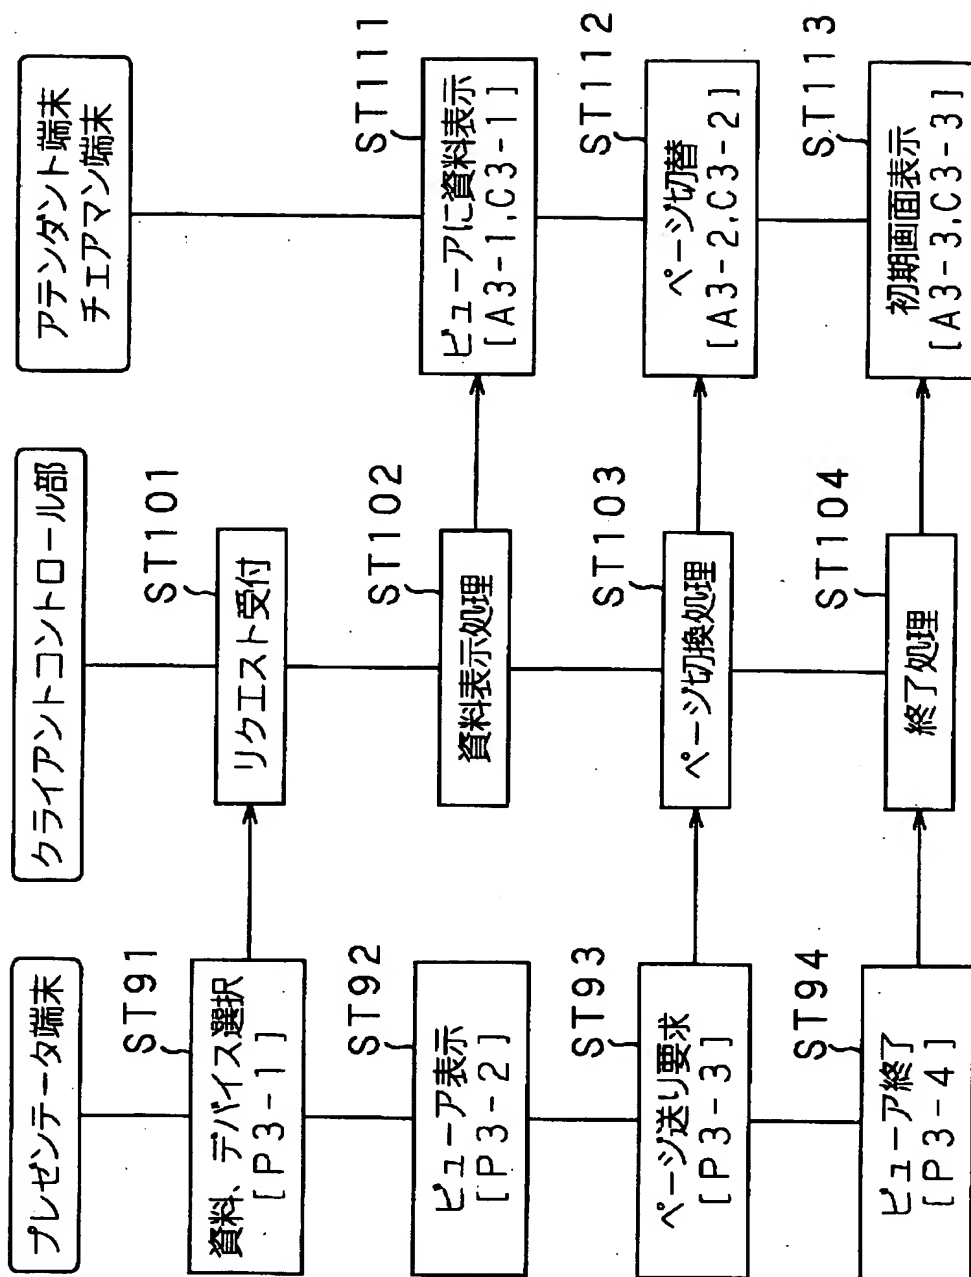 プレゼンテータ端末
ST91
資料、デバイス選択
[P3-1]
ST92
ビューア表示
[P3-2]
ST93
ページ送り要求
[P3-3]
ST94
ビューア終了
[P3-4]
クライアントコントロール部
ST101
リクエスト受付
ST102
資料表示処理
ST103
ページ切換処理
ST104
終了処理
アテンダント端末
チェアマン端末
ST111
ビューアに資料表示
[A3-1,C3-1]
ST112
ページ切替
[A3-2,C3-2]
ST113
初期画面表示
[A3-3,C3-3]